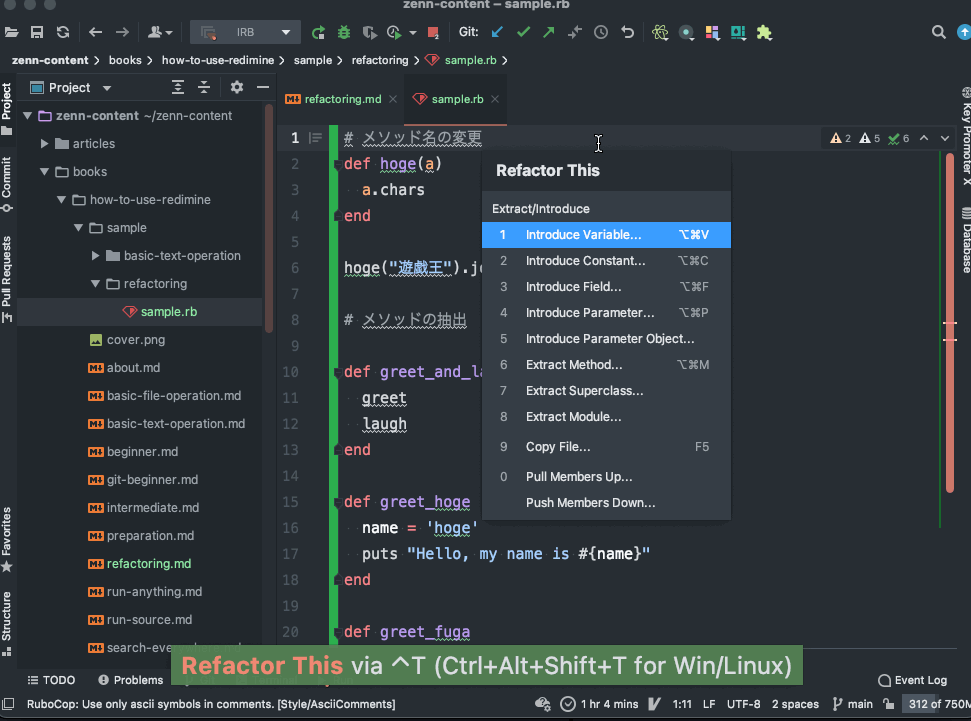 zenn-content – sample.rb
IRB
Git:
zenn-content
books
how-to-use-redimine
sample
refactoring
sample.rb
Project
refactoring.md
sample.rb
Project
Commit
Pull Requests
Favorites
Structure
Key Promoter X
Database
zenn-content ~/zenn-content
articles
books
how-to-use-redimine
sample
basic-text-operation
refactoring
sample.rb
cover.png
about.md
basic-file-operation.md
basic-text-operation.md
beginner.md
git-beginner.md
intermediate.md
preparation.md
refactoring.md
run-anything.md
run-source.md
2 5 6
1 # メソッド名の変更
2 def hoge(a)
3 a.chars
4 end
5
6 hoge("遊戯王")
7
8 # メソッドの抽出
9
10 def
11 greet
12 laugh
13 end
14
15 def greet_hoge
16 name = 'hoge'
17 puts "Hello, my name is #{name}"
18 end
19
20 def greet_fuga
Refactor This
Extract/Introduce
1 Introduce Variable... ⌥⌘V
2 Introduce Constant... ⌥⌘C
3 Introduce Field... ⌥⌘F
4 Introduce Parameter... ⌥⌘P
5 Introduce Parameter Object...
6 Extract Method... ⌥⌘M
7 Extract Superclass...
8 Extract Module...
9 Copy File... F5
0 Pull Members Up...
Push Members Down...
Refactor This via ^T (Ctrl+Alt+Shift+T for Win/Linux)
TODO
Problems
Event Log
RuboCop: Use only ascii symbols in comments. [Style/AsciiComments]
1 hr 4 mins
1:11 LF UTF-8 2 spaces
main
312 of 750M